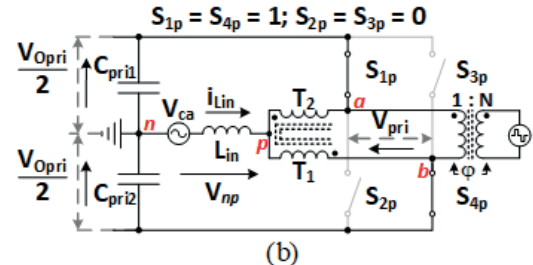 S1p = S4p = 1; S2p = S3p = 0
VOpri
2
Cpri1
S1p
S3p
n
Vca
iLin
T2
a
Vpri
1 : N
Lin
p
T1
b
φ
VOpri
2
Cpri2
Vnp
S2p
S4p
(b)